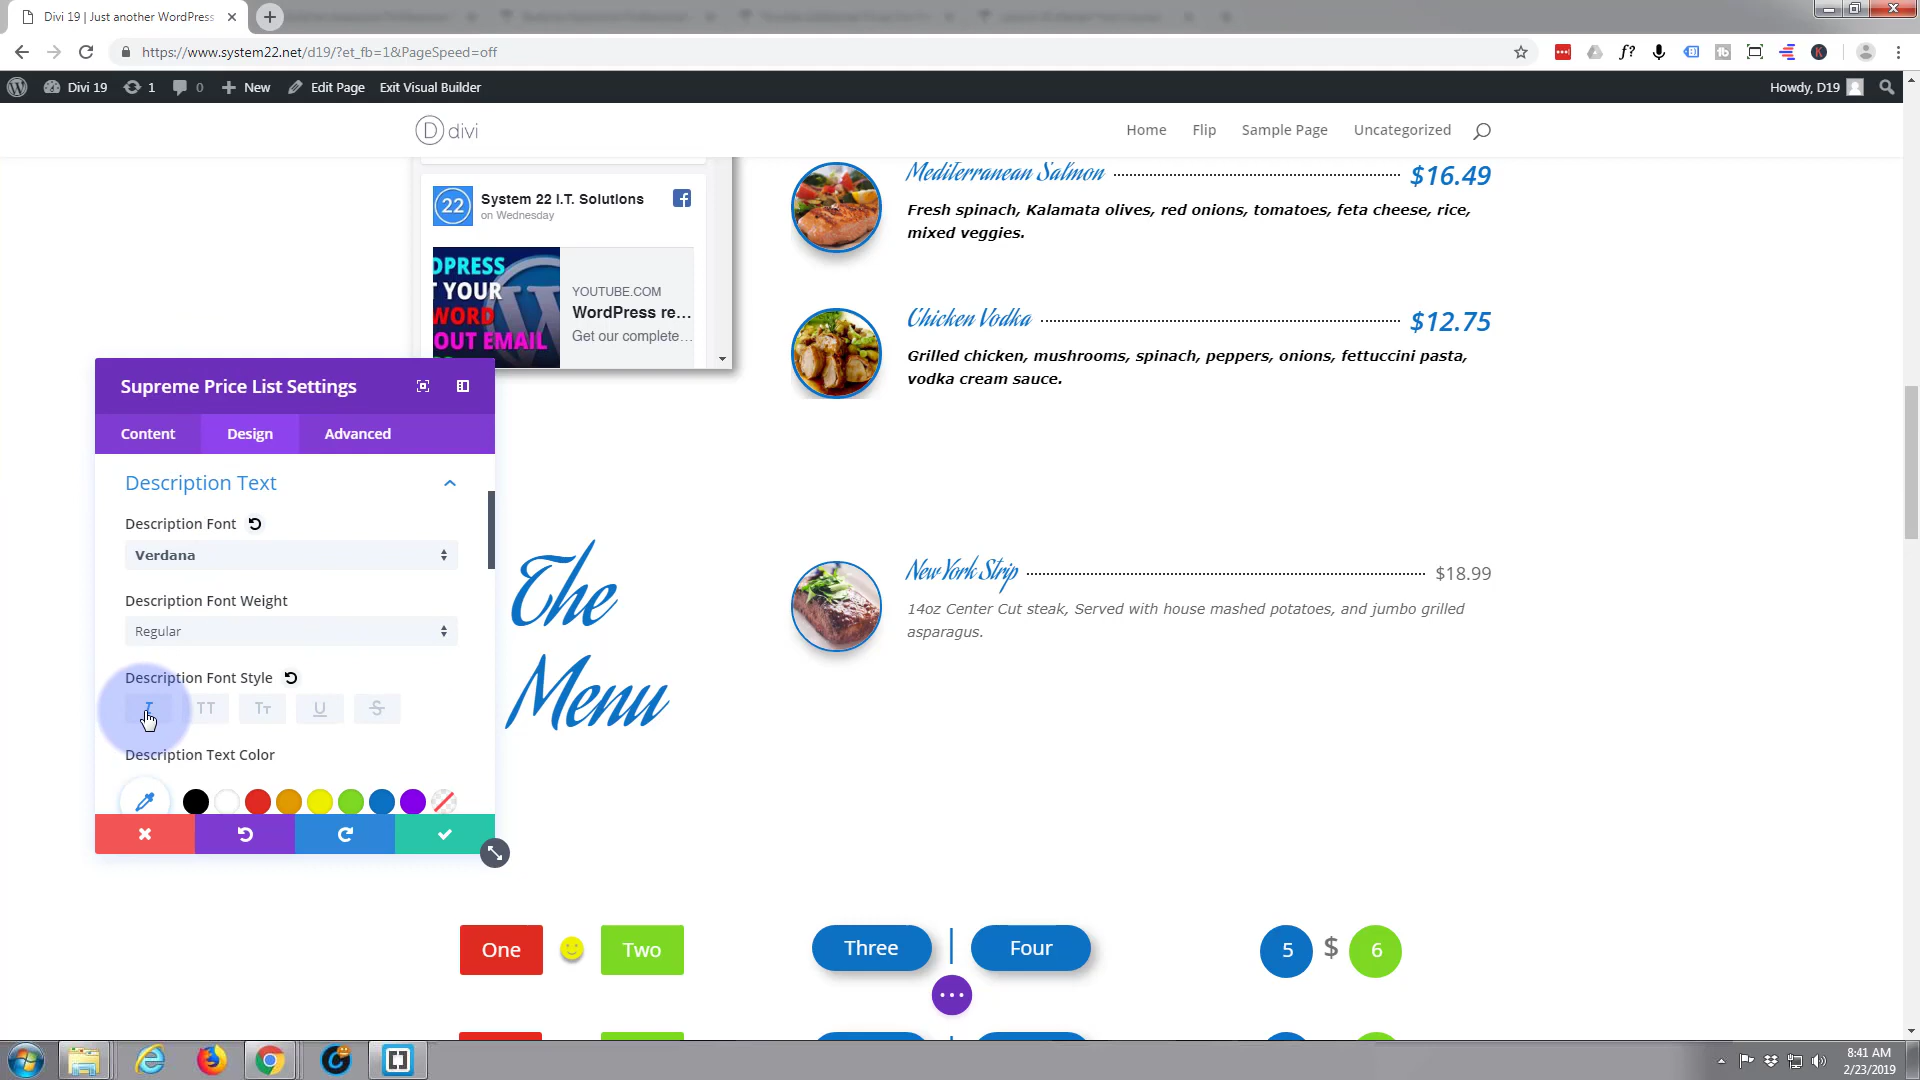 Divi 19 | Just another WordPress
https://www.system22.net/d19/?et_fb=1&PageSpeed=off
f?
fb
K
Divi 19
1
0
New
Edit Page
Exit Visual Builder
Howdy, D19
D divi
Home
Flip
Sample Page
Uncategorized
22
System 22 I.T. Solutions
on Wednesday
DPRESS
T YOUR
WORD
OUT EMAIL
YOUTUBE.COM
WordPress re...
Get our complete...
Mediterranean Salmon
$16.49
Fresh spinach, Kalamata olives, red onions, tomatoes, feta cheese, rice,
mixed veggies.
Chicken Vodka
$12.75
Grilled chicken, mushrooms, spinach, peppers, onions, fettuccini pasta,
vodka cream sauce.
Supreme Price List Settings
Content
Design
Advanced
Description Text
Description Font
Verdana
Description Font Weight
Regular
Description Font Style
I
TT
Tт
U
S
Description Text Color
The
Menu
New York Strip
$18.99
14oz Center Cut steak, Served with house mashed potatoes, and jumbo grilled
asparagus.
One
Two
Three
Four
5
$
6
8:41 AM
2/23/2019